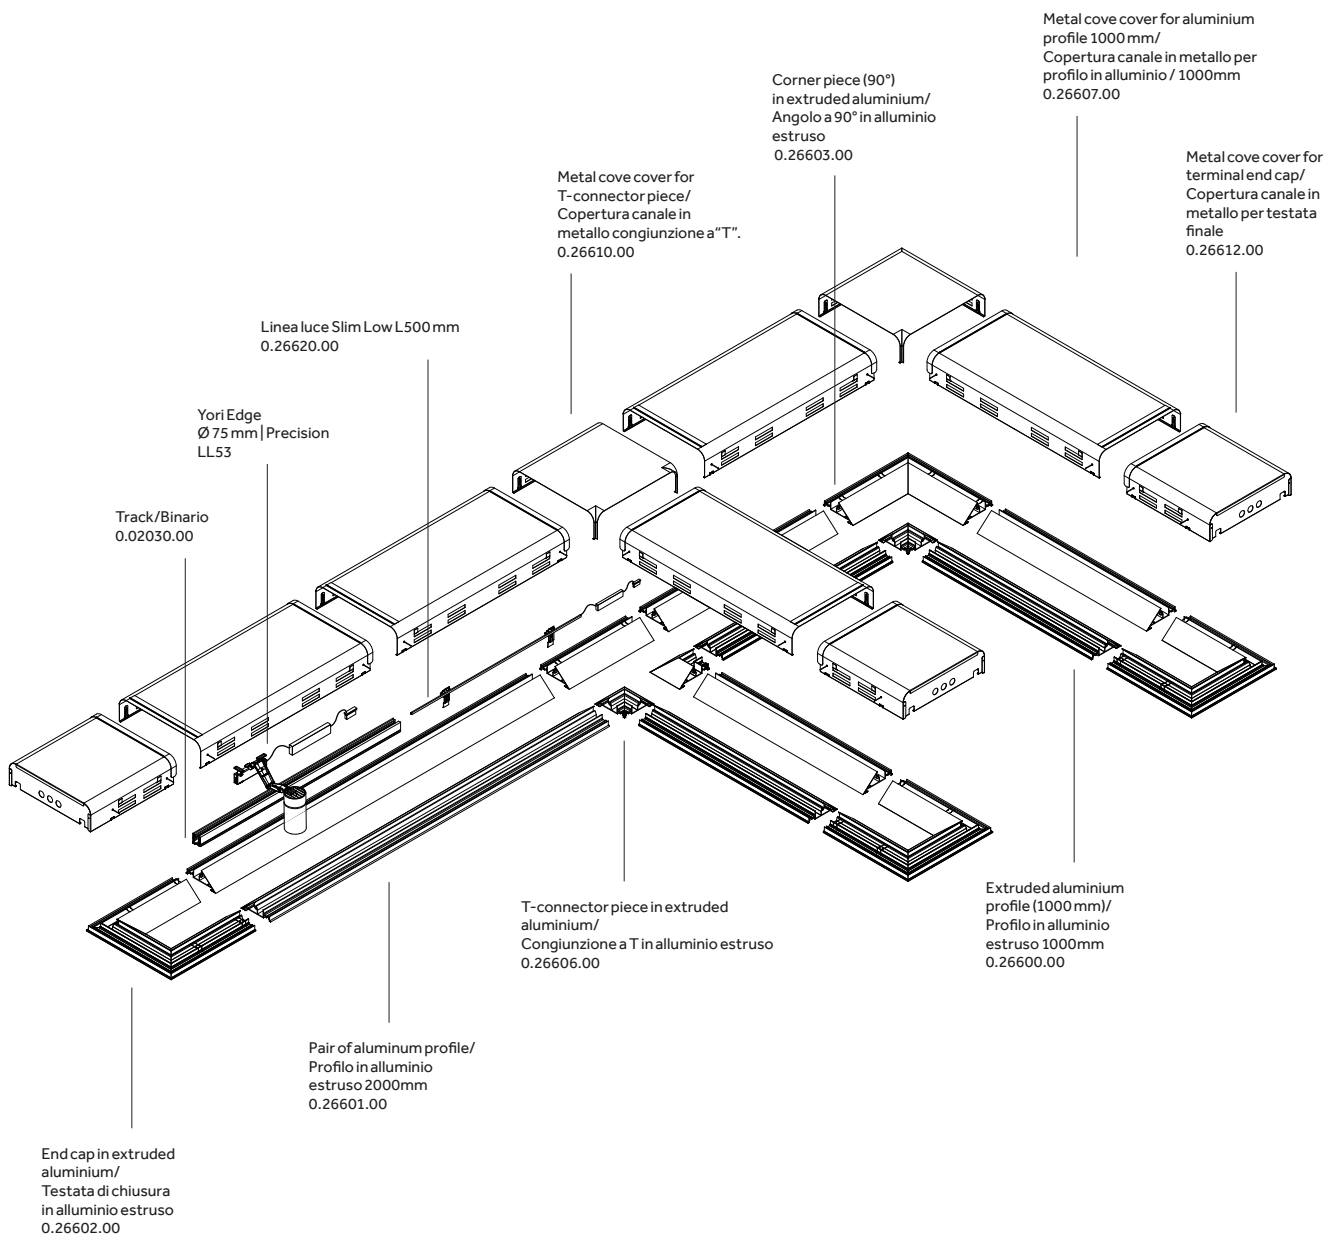 Metal cove cover for aluminium
profile 1000 mm/
Copertura canale in metallo per
profilo in alluminio / 1000mm
0.26607.00
Corner piece (90°)
in extruded aluminium/
Angolo a 90° in alluminio
estruso
0.26603.00
Metal cove cover for
terminal end cap/
Copertura canale in
metallo per testata
finale
0.26612.00
Metal cove cover for
T-connector piece/
Copertura canale in
metallo congiunzione a “T”.
0.26610.00
Linea luce Slim Low L500 mm
0.26620.00
Yori Edge
Ø 75 mm | Precision
LL53
Track/Binario
0.02030.00
Extruded aluminium
profile (1000 mm)/
Profilo in alluminio
estruso 1000mm
0.26600.00
T-connector piece in extruded
aluminium/
Congiunzione a T in alluminio estruso
0.26606.00
Pair of aluminum profile/
Profilo in alluminio
estruso 2000mm
0.26601.00
End cap in extruded
aluminium/
Testata di chiusura
in alluminio estruso
0.26602.00